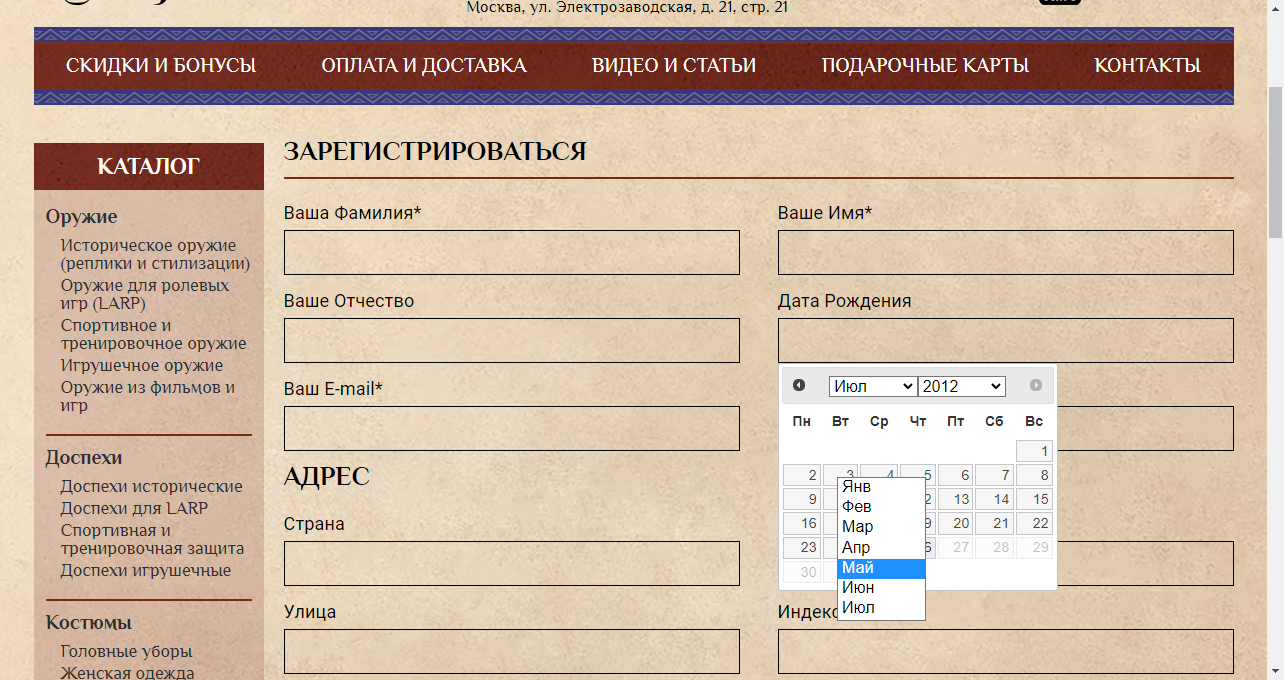 Москва, ул. Электрозаводская, д. 21, стр. 21
СКИДКИ И БОНУСЫ ОПЛАТА И ДОСТАВКА ВИДЕО И СТАТЬИ ПОДАРОЧНЫЕ КАРТЫ КОНТАКТЫ
КАТАЛОГ
Оружие
Историческое оружие
(реплики и стилизации)
Оружие для ролевых
игр (LARP)
Спортивное и
тренировочное оружие
Игрушечное оружие
Оружие из фильмов и
игр
Доспехи
Доспехи исторические
Доспехи для LARP
Спортивная и
тренировочная защита
Доспехи игрушечные
Костюмы
Головные уборы
Женская одежда
ЗАРЕГИСТРИРОВАТЬСЯ
Ваша Фамилия* Ваше Имя*
Ваше Отчество Дата Рождения
Ваш E-mail*
АДРЕС
Страна
Улица
Июл 2012
Пн Вт Ср Чт Пт Сб Вс
1
2 3 4 5 6 7 8
9 13 14 15
16 20 21 22
23 27 28 29
30
Янв
Фев
Мар
Апр
Май
Июн
Июл